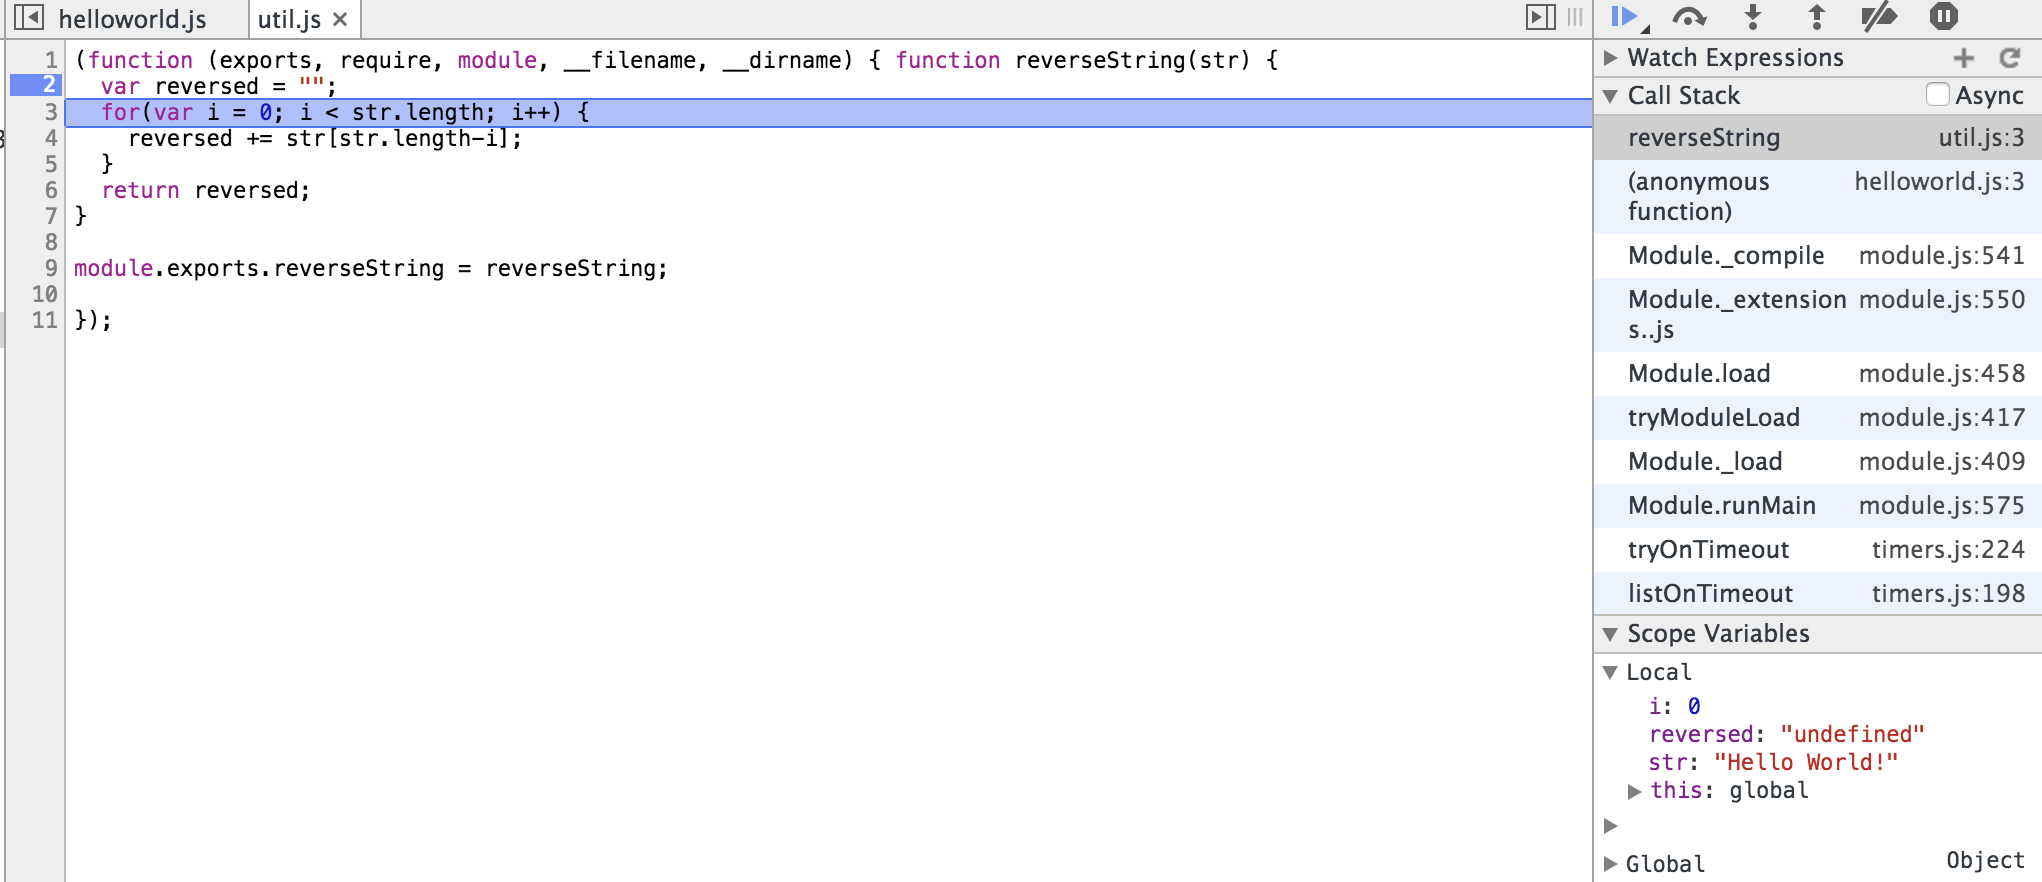 helloworld.js util.js ×
1 (function (exports, require, module, __filename, __dirname) { function reverseString(str) {
2 var reversed = "";
3 for(var i = 0; i < str.length; i++) {
4 reversed += str[str.length-i];
5 }
6 return reversed;
7 }
8
9 module.exports.reverseString = reverseString;
10
11 });
Watch Expressions
Call Stack Async
reverseString util.js:3
(anonymous helloworld.js:3
function)
Module._compile module.js:541
Module._extension module.js:550
s..js
Module.load module.js:458
tryModuleLoad module.js:417
Module._load module.js:409
Module.runMain module.js:575
tryOnTimeout timers.js:224
listOnTimeout timers.js:198
Scope Variables
Local
i: 0
reversed: "undefined"
str: "Hello World!"
this: global
Global Object